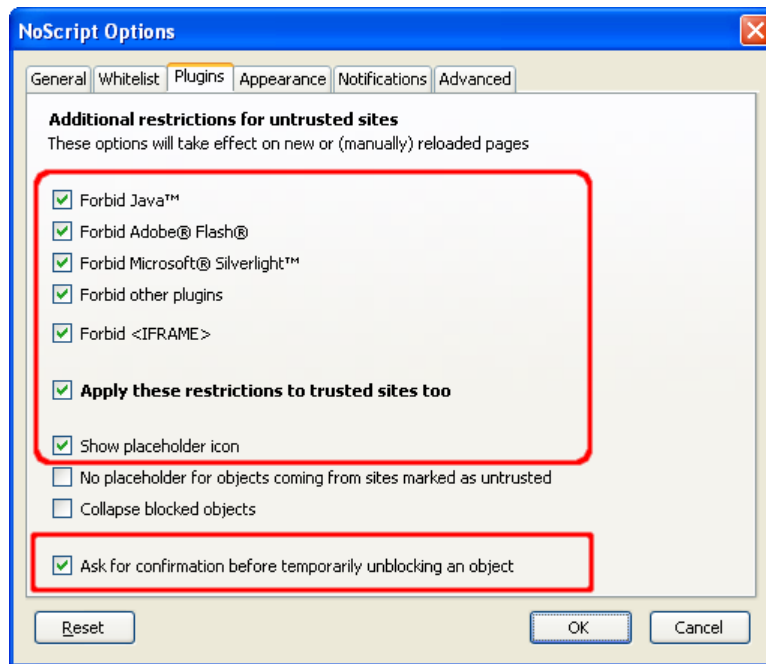 NoScript Options
General Whitelist Plugins Appearance Notifications Advanced
Additional restrictions for untrusted sites
These options will take effect on new or (manually) reloaded pages
Forbid Java™
Forbid Adobe® Flash®
Forbid Microsoft® Silverlight™
Forbid other plugins
Forbid <IFRAME>
Apply these restrictions to trusted sites too
Show placeholder icon
No placeholder for objects coming from sites marked as untrusted
Collapse blocked objects
Ask for confirmation before temporarily unblocking an object
Reset OK Cancel